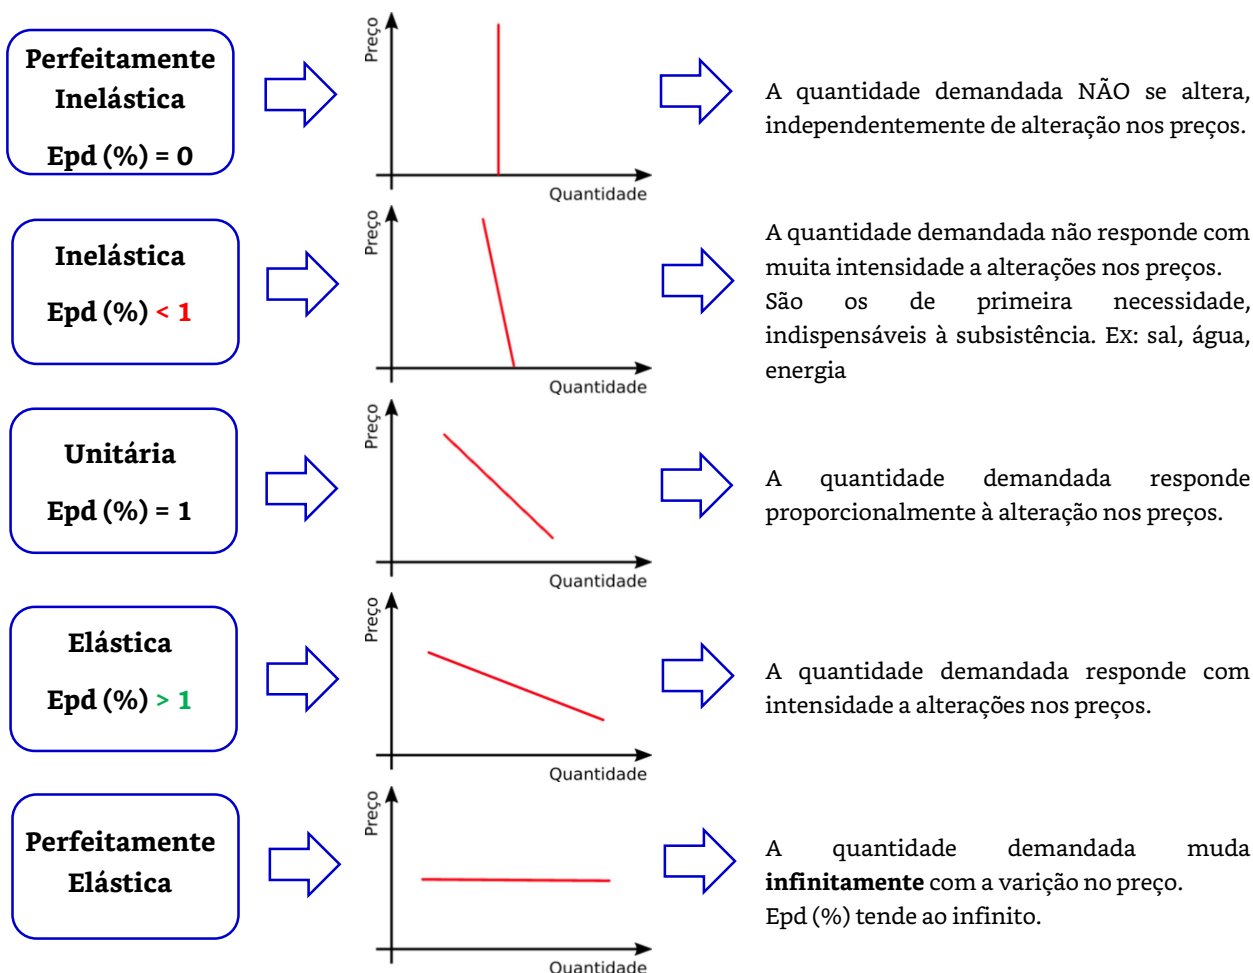 Perfeitamente
Inelástica
Epd (%) = 0
Preço
Quantidade
A quantidade demandada NÃO se altera,
independentemente de alteração nos preços.
Inelástica
Epd (%) < 1
Preço
Quantidade
A quantidade demandada não responde com
muita intensidade a alterações nos preços.
São os de primeira necessidade,
indispensáveis à subsistência. Ex: sal, água,
energia
Unitária
Epd (%) = 1
Preço
Quantidade
A quantidade demandada responde
proporcionalmente à alteração nos preços.
Elástica
Epd (%) > 1
Preço
Quantidade
A quantidade demandada responde com
intensidade a alterações nos preços.
Perfeitamente
Elástica
Preço
Quantidade
A quantidade demandada muda
infinitamente com a varição no preço.
Epd (%) tende ao infinito.